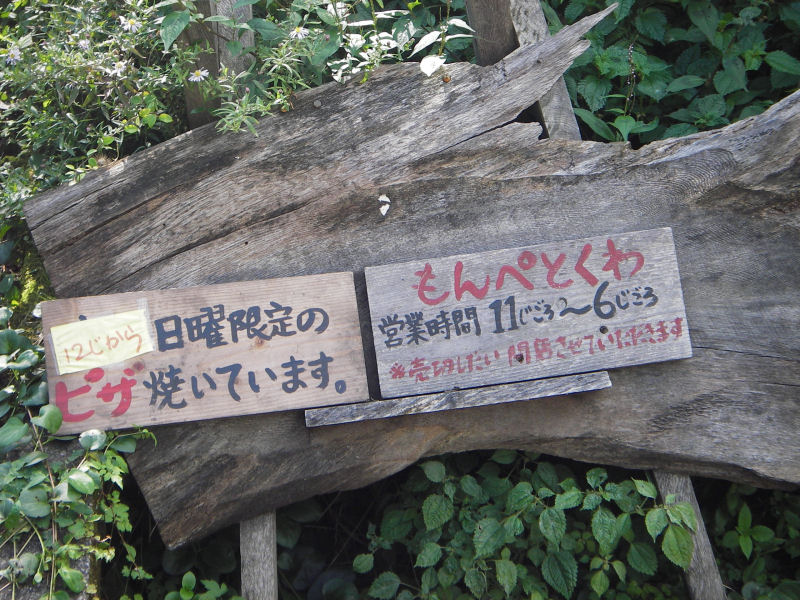 12じから
日曜限定の
ピザ焼いています。
もんぺとくわ
営業時間 11じごろ〜6じごろ
※売切しだい 閉店させていただきます